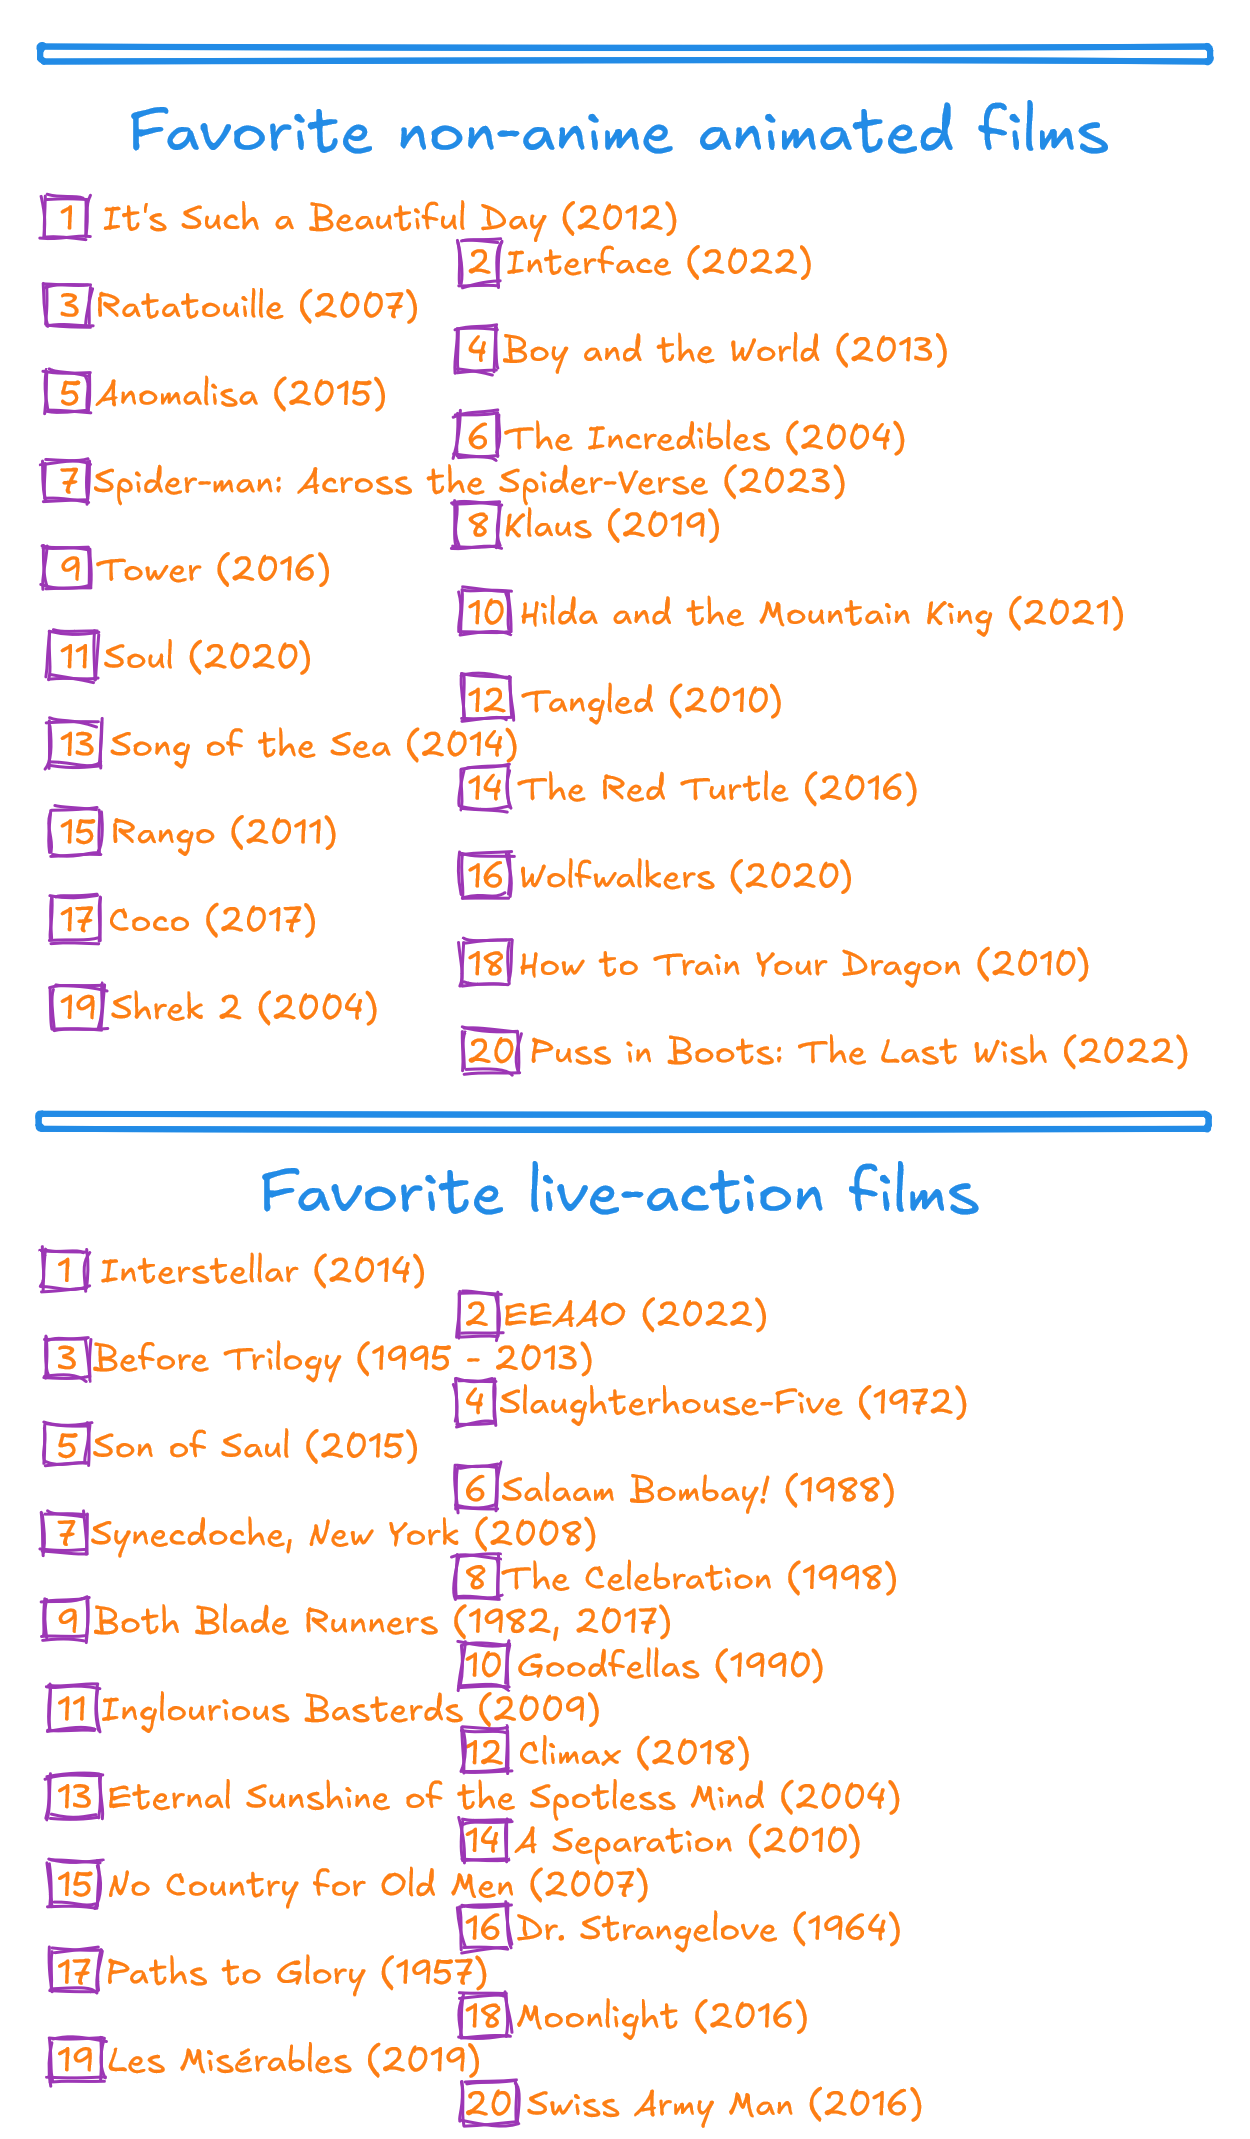 Favorite non-anime animated films
1 It's Such a Beautiful Day (2012)
2 Interface (2022)
3 Ratatouille (2007)
4 Boy and the World (2013)
5 Anomalisa (2015)
6 The Incredibles (2004)
7 Spider-man: Across the Spider-Verse (2023)
8 Klaus (2019)
9 Tower (2016)
10 Hilda and the Mountain King (2021)
11 Soul (2020)
12 Tangled (2010)
13 Song of the Sea (2014)
14 The Red Turtle (2016)
15 Rango (2011)
16 Wolfwalkers (2020)
17 Coco (2017)
18 How to Train Your Dragon (2010)
19 Shrek 2 (2004)
20 Puss in Boots: The Last Wish (2022)
Favorite live-action films
1 Interstellar (2014)
2 EEAAO (2022)
3 Before Trilogy (1995 - 2013)
4 Slaughterhouse-Five (1972)
5 Son of Saul (2015)
6 Salaam Bombay! (1988)
7 Synecdoche, New York (2008)
8 The Celebration (1998)
9 Both Blade Runners (1982, 2017)
10 Goodfellas (1990)
11 Inglourious Basterds (2009)
12 Climax (2018)
13 Eternal Sunshine of the Spotless Mind (2004)
14 A Separation (2010)
15 No Country for Old Men (2007)
16 Dr. Strangelove (1964)
17 Paths to Glory (1957)
18 Moonlight (2016)
19 Les Misérables (2019)
20 Swiss Army Man (2016)